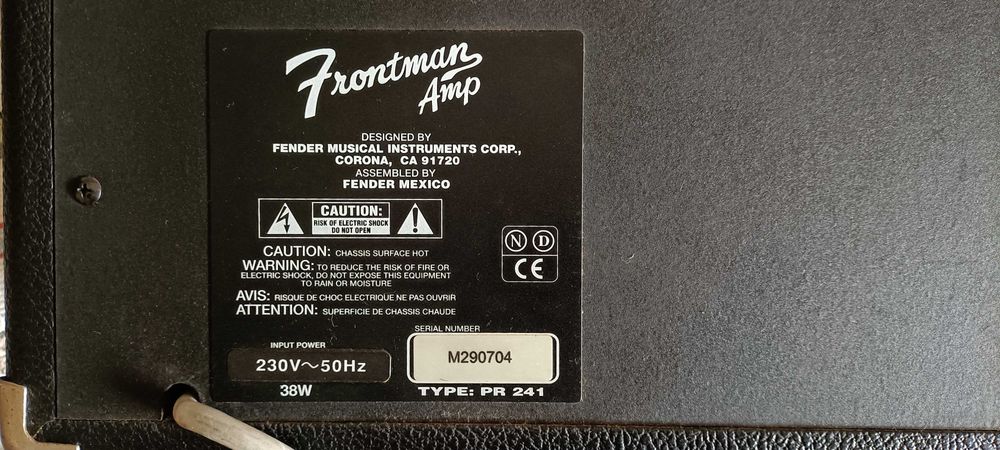 Frontman
Amp
DESIGNED BY
FENDER MUSICAL INSTRUMENTS CORP.,
CORONA, CA 91720
ASSEMBLED BY
FENDER MEXICO
CAUTION:
RISK OF ELECTRIC SHOCK
DO NOT OPEN
N D
CE
CAUTION: CHASSIS SURFACE HOT
WARNING: TO REDUCE THE RISK OF FIRE OR
ELECTRIC SHOCK, DO NOT EXPOSE THIS EQUIPMENT
TO RAIN OR MOISTURE
AVIS: RISQUE DE CHOC ELECTRIQUE NE PAS OUVRIR
ATTENTION: SUPERFICIE DE CHASSIS CHAUDE
SERIAL NUMBER
INPUT POWER
M290704
230V~50Hz
38W
TYPE: PR 241